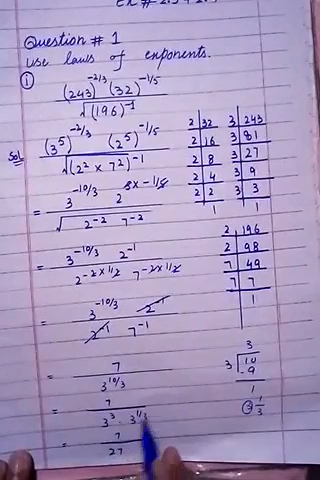 Question # 1
Use laws of exponents.
① (243)^(-2/3) (32)^(-1/5) / √((196)^(-1))
Sol (3^5)^(-2/3) (2^5)^(-1/5) / √((2^2 × 7^2)^(-1))
= 3^(-10/3) 2^(5x-1/5) / √(2^(-2) 7^(-2))
= 3^(-10/3) 2^(-1) / 2^(-2×1/2) 7^(-2×1/2)
3^(-10/3) 2^(-1) / 2^(-1) 7^(-1)
= 7 / 3^(10/3)
= 7 / 3^3 · 3^(1/3)
= 7 / 27
2 | 32
2 | 16
2 | 8
2 | 4
2 | 2
1
3 | 243
3 | 81
3 | 27
3 | 9
3 | 3
1
2 | 196
2 | 98
7 | 49
7 | 7
1
3
3 | 10
-9
1
③ 1/3